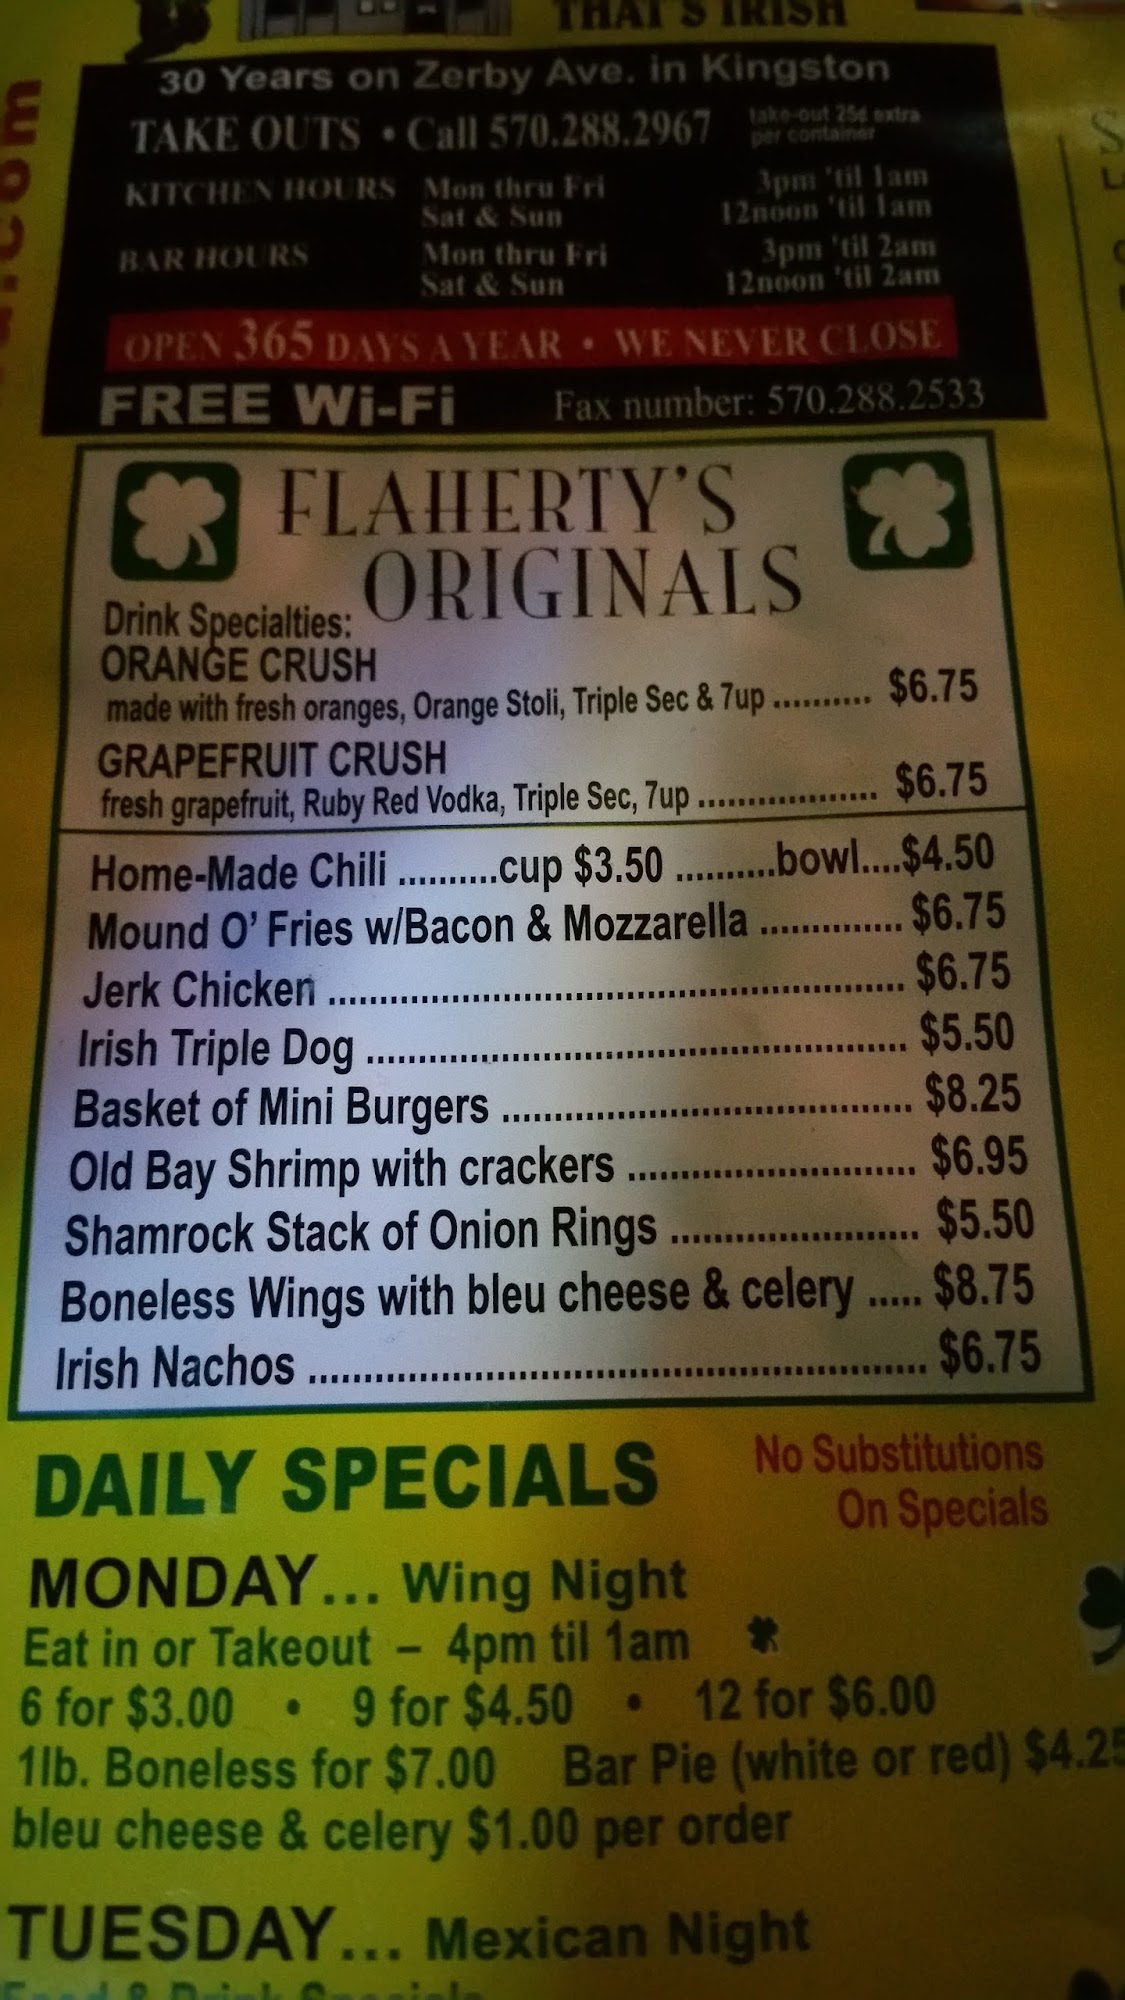 THAT'S IRISH
30 Years on Zerby Ave. in Kingston
TAKE OUTS • Call 570.288.2967 take-out 25¢ extra
per container
KITCHEN HOURS Mon thru Fri 3pm 'til 1am
Sat & Sun 12noon 'til 1am
BAR HOURS Mon thru Fri 3pm 'til 2am
Sat & Sun 12noon 'til 2am
OPEN 365 DAYS A YEAR • WE NEVER CLOSE
FREE Wi-Fi Fax number: 570.288.2533
FLAHERTY'S
ORIGINALS
Drink Specialties:
ORANGE CRUSH
made with fresh oranges, Orange Stoli, Triple Sec & 7up .......... $6.75
GRAPEFRUIT CRUSH
fresh grapefruit, Ruby Red Vodka, Triple Sec, 7up .................. $6.75
Home-Made Chili ..........cup $3.50 ..........bowl....$4.50
Mound O' Fries w/Bacon & Mozzarella .............. $6.75
Jerk Chicken ........................................................ $6.75
Irish Triple Dog .................................................... $5.50
Basket of Mini Burgers ........................................ $8.25
Old Bay Shrimp with crackers ............................ $6.95
Shamrock Stack of Onion Rings ........................ $5.50
Boneless Wings with bleu cheese & celery ..... $8.75
Irish Nachos ........................................................... $6.75
DAILY SPECIALS No Substitutions
On Specials
MONDAY... Wing Night
Eat in or Takeout – 4pm til 1am
6 for $3.00 • 9 for $4.50 • 12 for $6.00
1lb. Boneless for $7.00 Bar Pie (white or red) $4.25
bleu cheese & celery $1.00 per order
TUESDAY... Mexican Night
Food & Drink Specials
.com